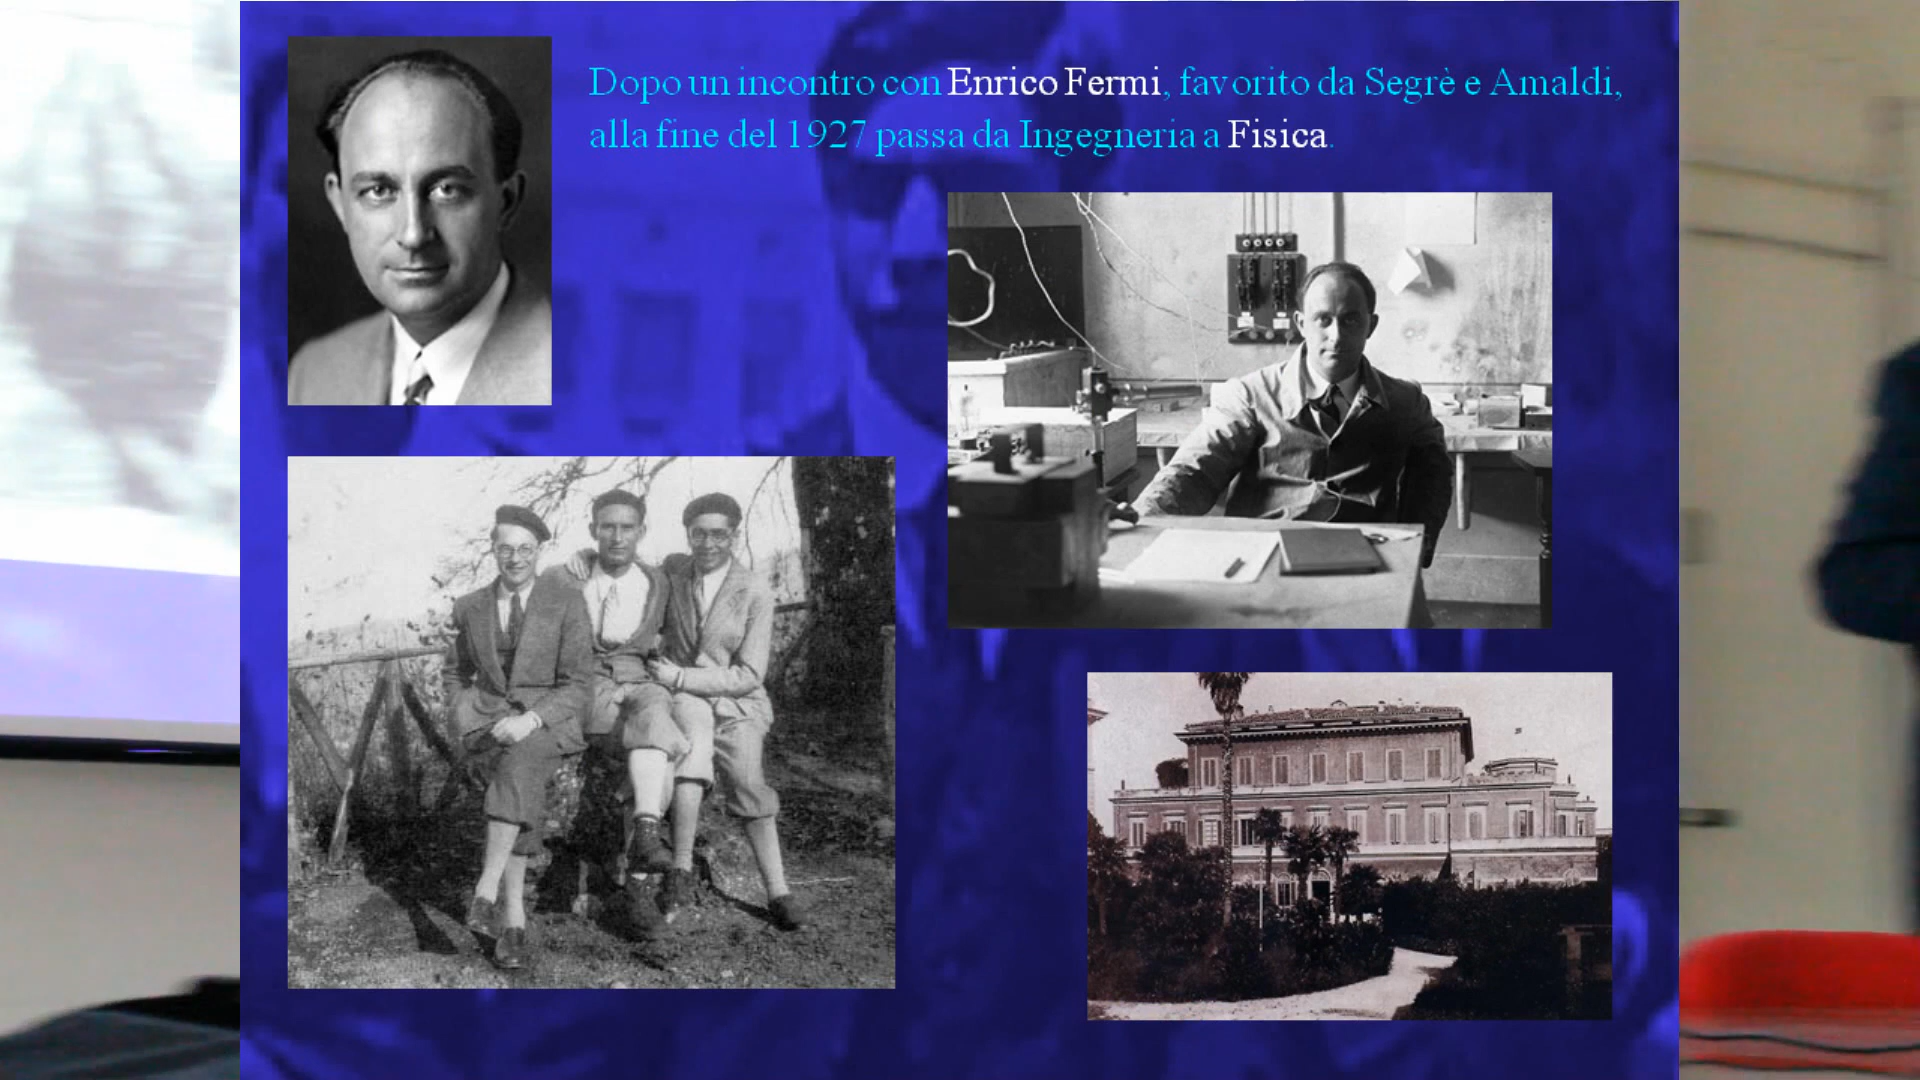 Dopo un incontro con Enrico Fermi, favorito da Segrè e Amaldi,
alla fine del 1927 passa da Ingegneria a Fisica.